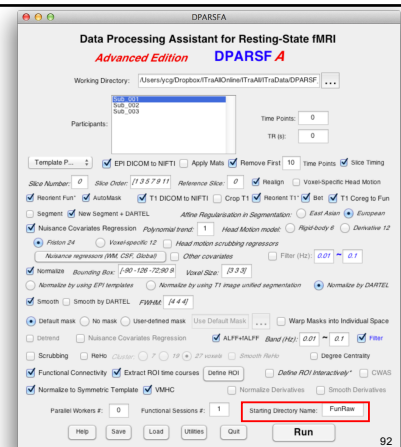 DPARSFA
Data Processing Assistant for Resting-State fMRI
Advanced Edition DPARSF A
Working Directory: /Users/ycg/Dropbox/ITraAllOnline/ITraAll/ITraData/DPARSF_ ...
Sub_001
Sub_002
Sub_003
Participants:
Time Points: 0
TR (s): 0
Template P... EPI DICOM to NIFTI Apply Mats Remove First 10 Time Points Slice Timing
Slice Number: 0 Slice Order: [1 3 5 7 9 11 Reference Slice: 0 Realign Voxel-Specific Head Motion
Reorient Fun* AutoMask T1 DICOM to NIFTI Crop T1 Reorient T1* Bet T1 Coreg to Fun
Segment New Segment + DARTEL Affine Regularisation in Segmentation: East Asian European
Nuisance Covariates Regression Polynomial trend: 1 Head Motion model: Rigid-body 6 Derivative 12
Friston 24 Voxel-specific 12 Head motion scrubbing regressors
Nuisance regressors (WM, CSF, Global) Other covariates Filter (Hz): 0.01 ~ 0.1
Normalize Bounding Box: [-90 -126 -72;90 9 Voxel Size: [3 3 3]
Normalize by using EPI templates Normalize by using T1 image unified segmentation Normalize by DARTEL
Smooth Smooth by DARTEL FWHM: [4 4 4]
Default mask No mask User-defined mask Use Default Mask ... Warp Masks into Individual Space
Detrend Nuisance Covariates Regression ALFF+fALFF Band (Hz): 0.01 ~ 0.1 Filter
Scrubbing ReHo Cluster: 7 19 27 voxels Smooth ReHo Degree Centrality
Functional Connectivity Extract ROI time courses Define ROI Define ROI Interactively* CWAS
Normalize to Symmetric Template VMHC Normalize Derivatives Smooth Derivatives
Parallel Workers #: 0 Functional Sessions #: 1 Starting Directory Name: FunRaw
Help Save Load Utilities Quit Run
92